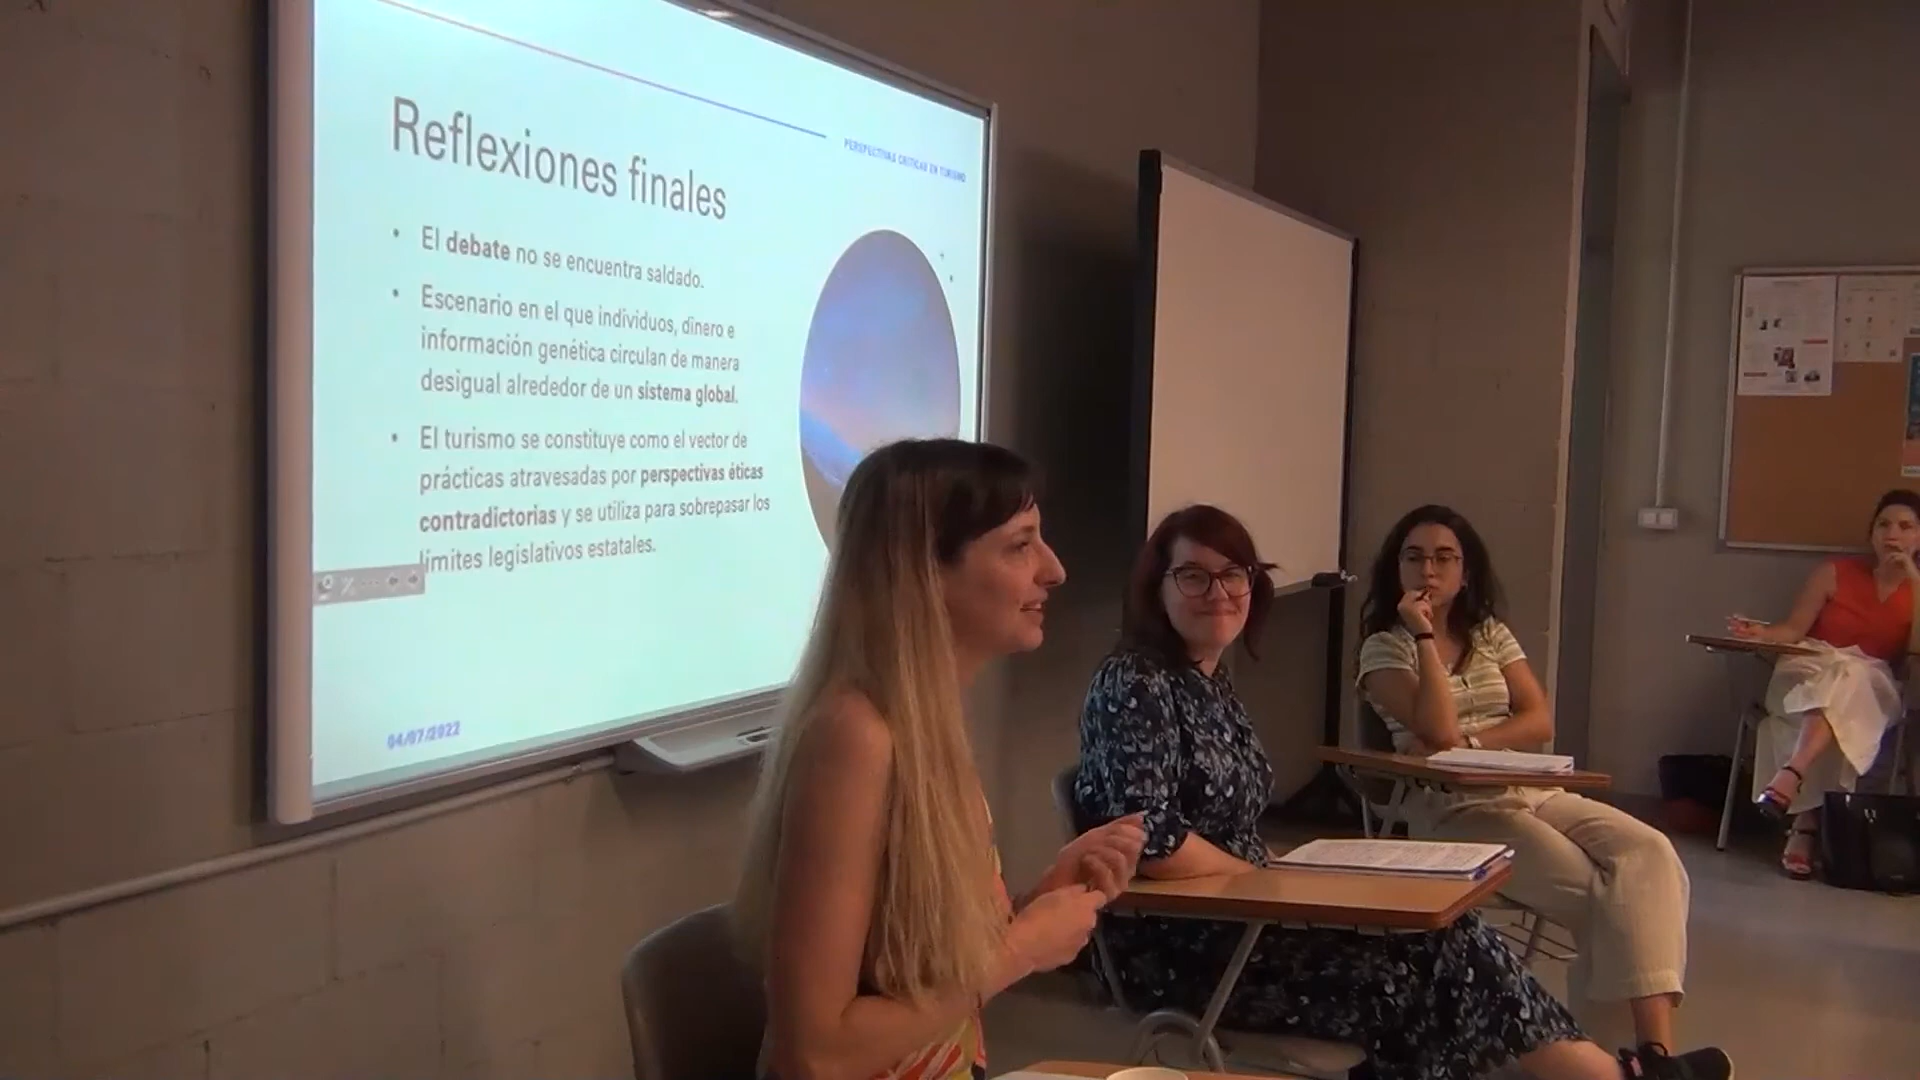 PERSPECTIVAS CRÍTICAS EN TURISMO
Reflexiones finales
• El debate no se encuentra saldado.
• Escenario en el que individuos, dinero e
información genética circulan de manera
desigual alrededor de un sistema global.
• El turismo se constituye como el vector de
prácticas atravesadas por perspectivas éticas
contradictorias y se utiliza para sobrepasar los
límites legislativos estatales.
04/07/2022